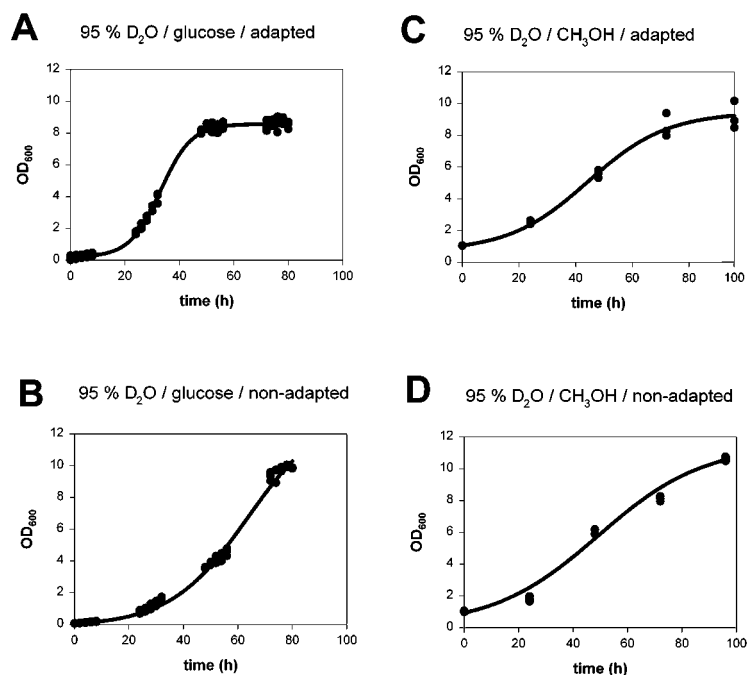 A
95 % D₂O / glucose / adapted
OD₆₀₀
12
10
8
6
4
2
0
0 20 40 60 80 100
time (h)
C
95 % D₂O / CH₃OH / adapted
OD₆₀₀
12
10
8
6
4
2
0
0 20 40 60 80 100
time (h)
B
95 % D₂O / glucose / non-adapted
OD₆₀₀
12
10
8
6
4
2
0
0 20 40 60 80 100
time (h)
D
95 % D₂O / CH₃OH / non-adapted
OD₆₀₀
12
10
8
6
4
2
0
0 20 40 60 80 100
time (h)